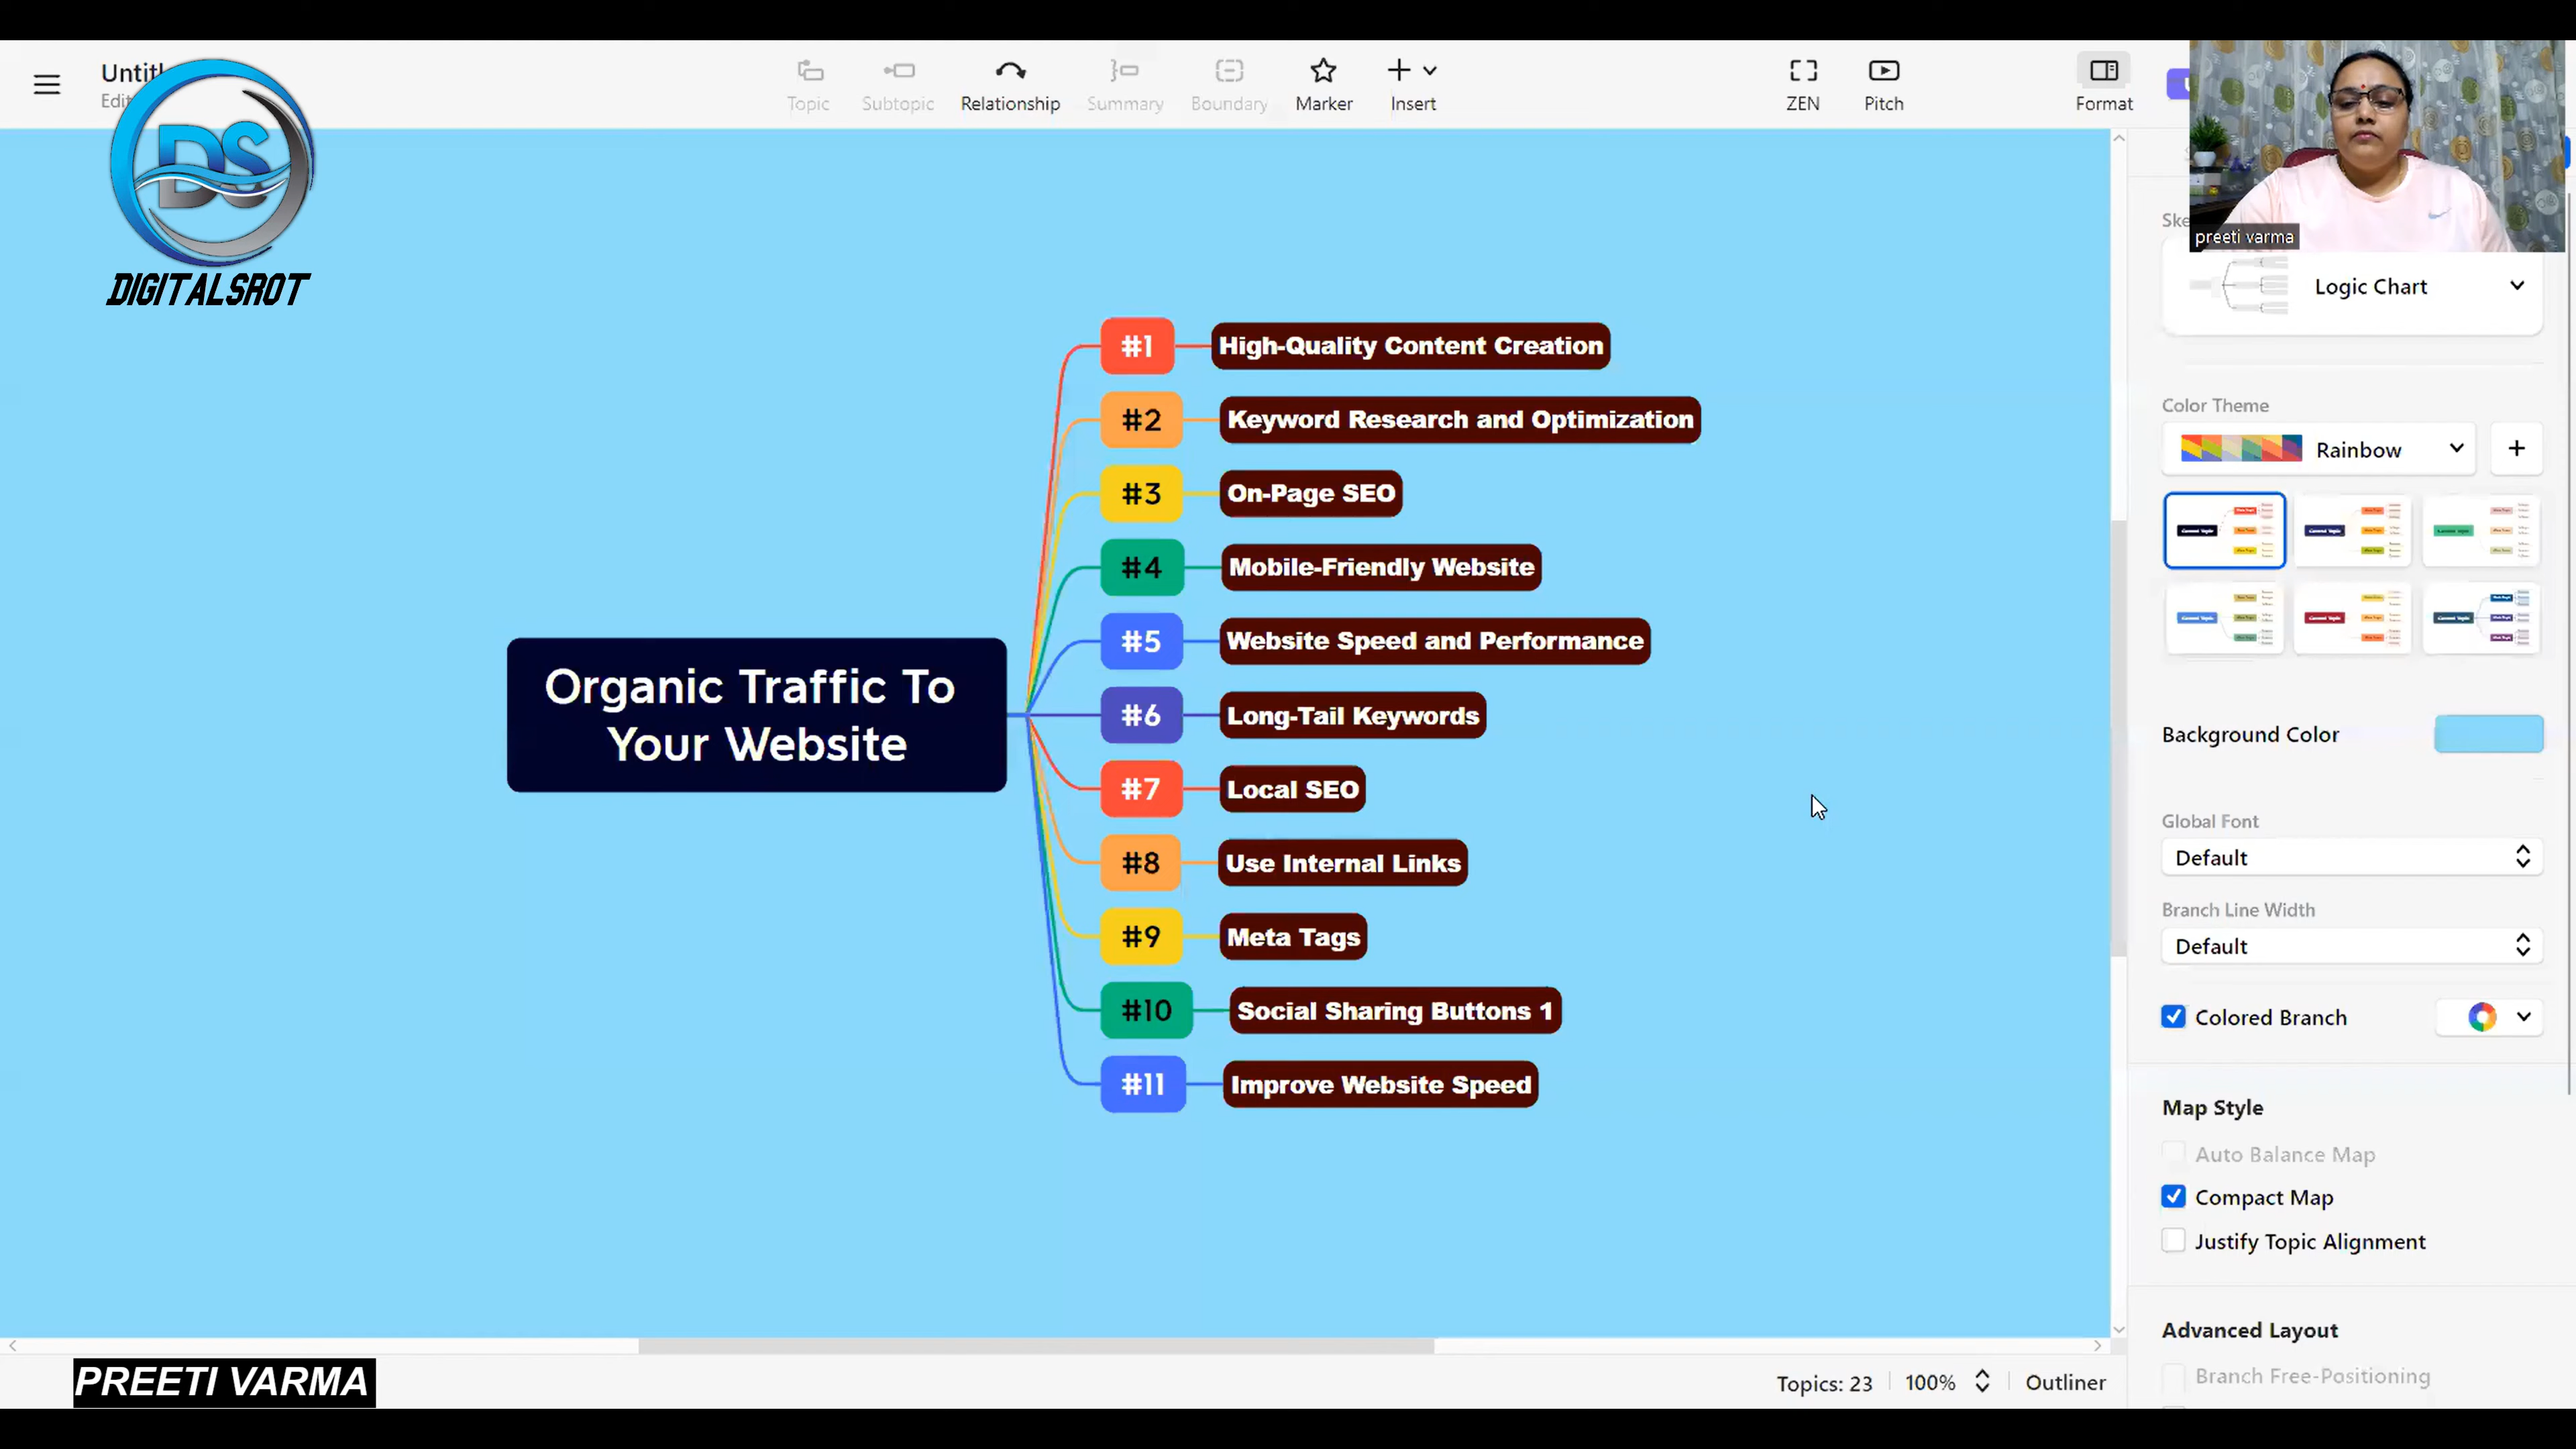 Untitl
Edit
Topic
Subtopic
Relationship
Summary
Boundary
Marker
Insert
ZEN
Pitch
Format
DS
DIGITALSROT
preeti varma
Ske
Logic Chart
#1 High-Quality Content Creation
#2 Keyword Research and Optimization
#3 On-Page SEO
#4 Mobile-Friendly Website
#5 Website Speed and Performance
Organic Traffic To
Your Website
#6 Long-Tail Keywords
#7 Local SEO
#8 Use Internal Links
#9 Meta Tags
#10 Social Sharing Buttons 1
#11 Improve Website Speed
Color Theme
Rainbow
Background Color
Global Font
Default
Branch Line Width
Default
Colored Branch
Map Style
Auto Balance Map
Compact Map
Justify Topic Alignment
Advanced Layout
Branch Free-Positioning
PREETI VARMA
Topics: 23
100%
Outliner